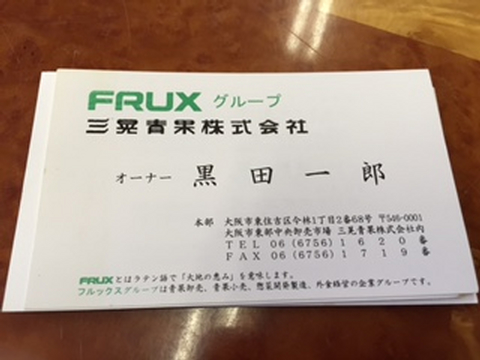 FRUX グループ
三晃青果株式会社
オーナー 黒田一郎
本部 大阪市東住吉区今林1丁目2番68号 〒546-0001
大阪市東部中央卸売市場 三晃青果株式会社内
TEL 06(6756)1620番
FAX 06(6756)1719番
FRUXとはラテン語で「大地の恵み」を意味します。
フルックスグループは青果卸売、青果小売、惣菜開発製造、外食経営の企業グループです。